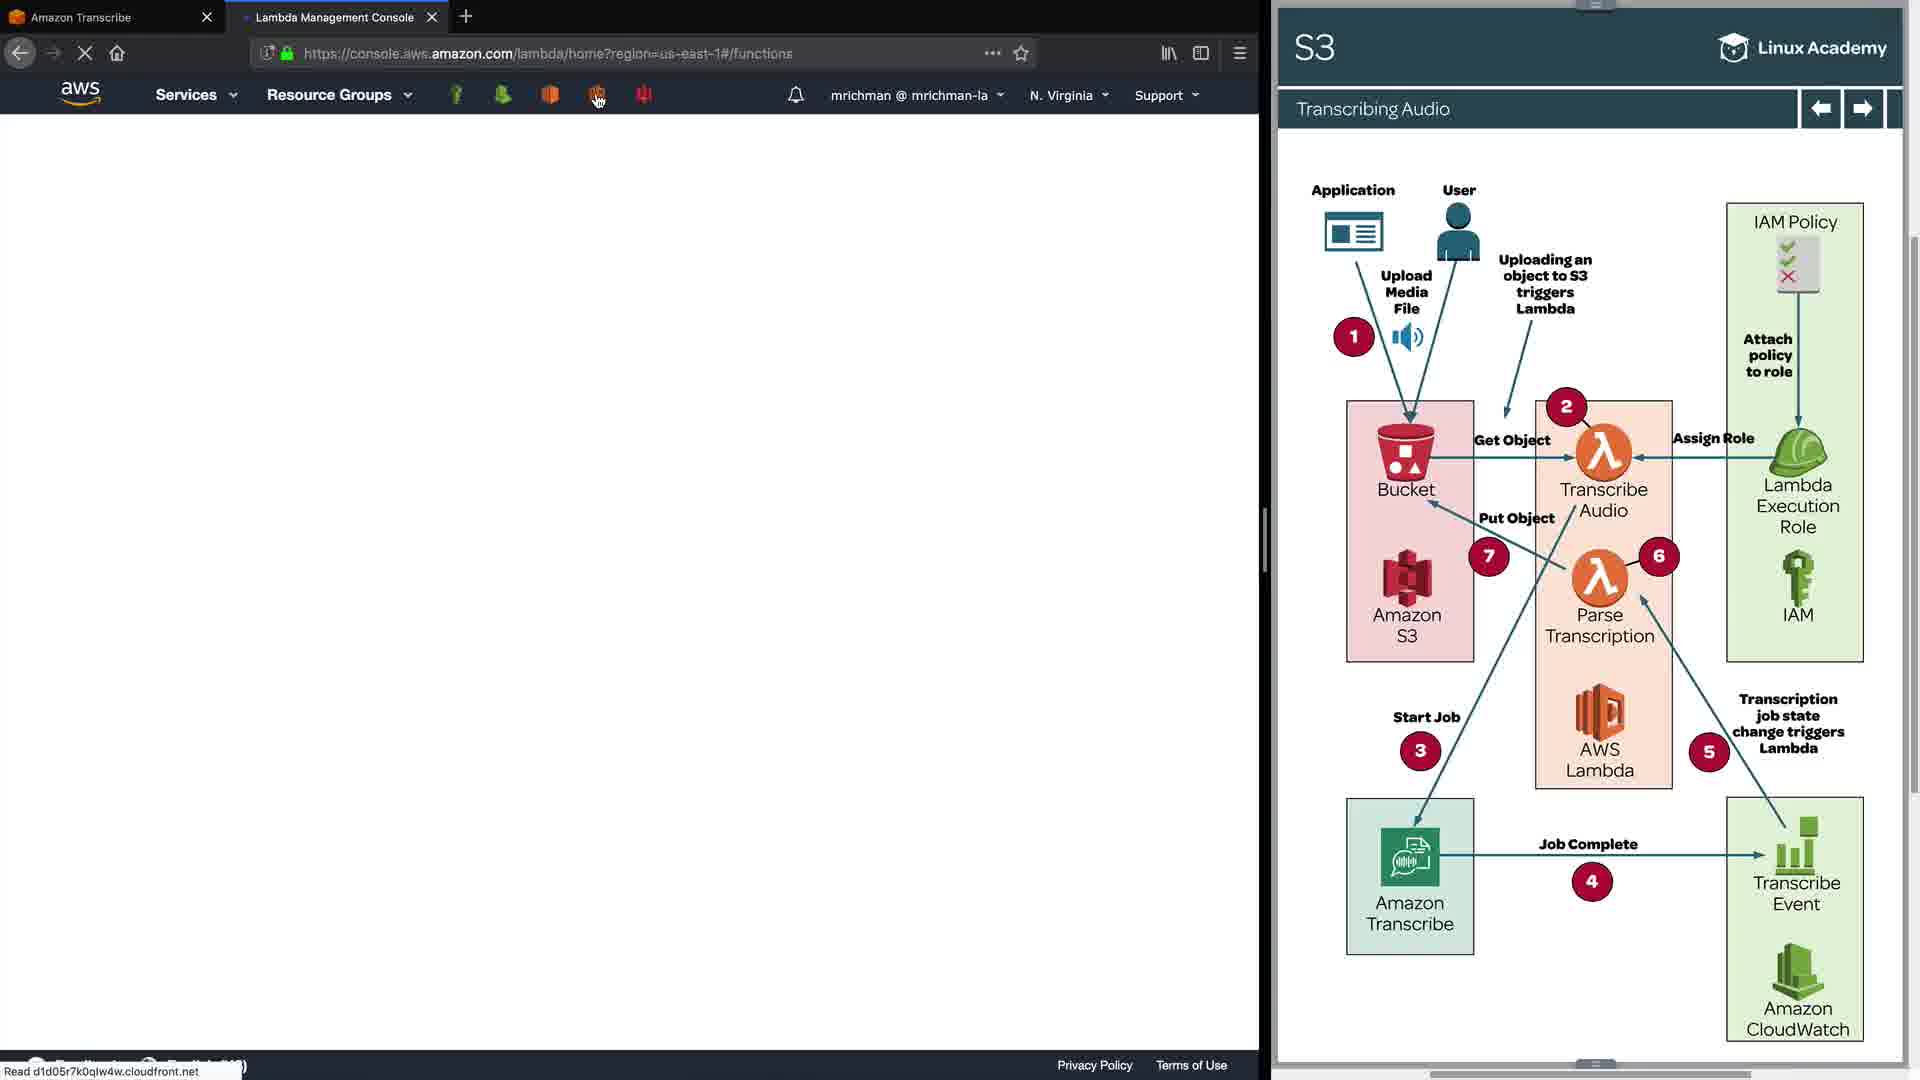 Amazon Transcribe
Lambda Management Console
https://console.aws.amazon.com/lambda/home?region=us-east-1#/functions
aws
Services
Resource Groups
mrichman @ mrichman-la
N. Virginia
Support
Privacy Policy
Terms of Use
Read d1d05r7k0qlw4w.cloudfront.net
S3
Linux Academy
Transcribing Audio
Application
User
Upload
Media
File
1
Uploading an
object to S3
triggers
Lambda
IAM Policy
Attach
policy
to role
2
Get Object
Assign Role
Bucket
Transcribe
Audio
Lambda
Execution
Role
Put Object
7
6
Amazon
S3
Parse
Transcription
IAM
Start Job
3
AWS
Lambda
5
Transcription
job state
change triggers
Lambda
Job Complete
4
Amazon
Transcribe
Transcribe
Event
Amazon
CloudWatch